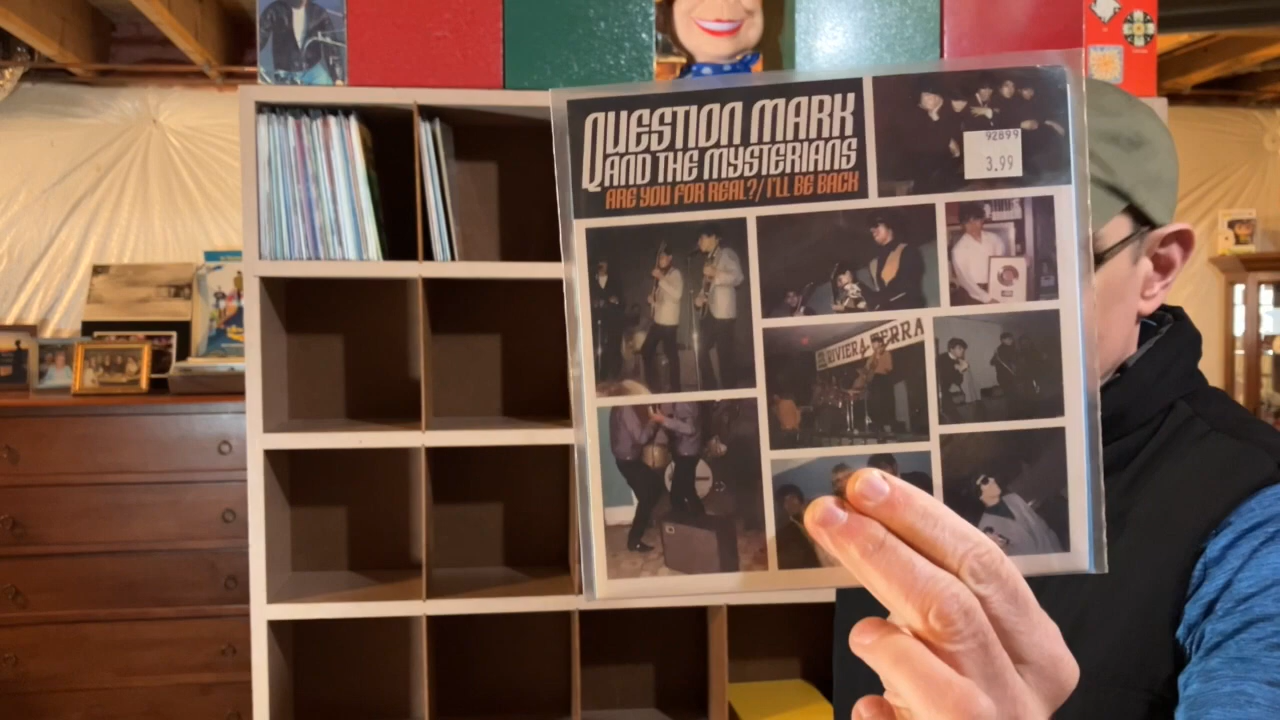 QUESTION MARK
AND THE MYSTERIANS
ARE YOU FOR REAL?/I'LL BE BACK
92899
3.99
RIVIERA TERRA